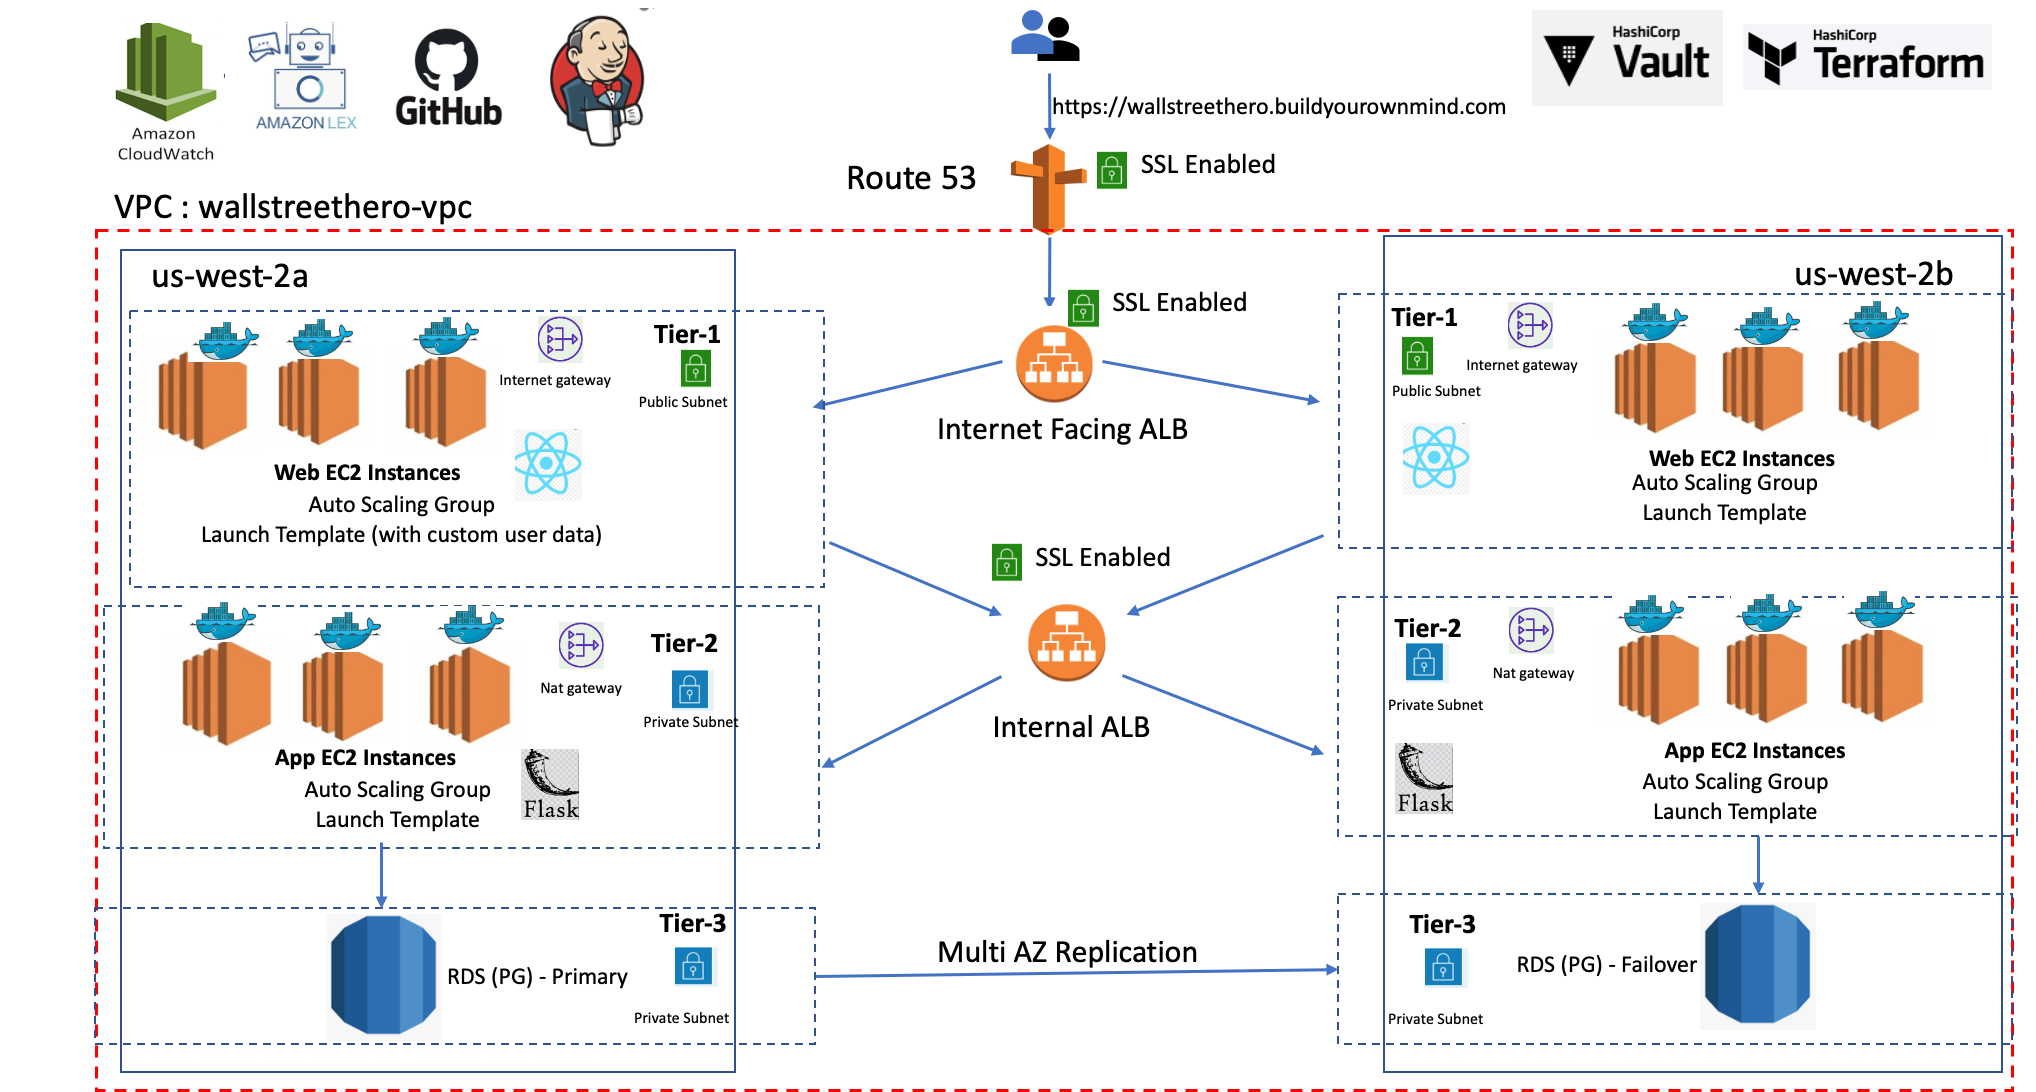 Amazon
CloudWatch
AMAZON LEX
GitHub
HashiCorp
Vault
HashiCorp
Terraform
https://wallstreethero.buildyourownmind.com
Route 53
SSL Enabled
VPC : wallstreethero-vpc
us-west-2a
us-west-2b
SSL Enabled
Internet Facing ALB
Tier-1
Internet gateway
Public Subnet
Web EC2 Instances
Auto Scaling Group
Launch Template (with custom user data)
Tier-1
Internet gateway
Public Subnet
Web EC2 Instances
Auto Scaling Group
Launch Template
SSL Enabled
Internal ALB
Tier-2
Nat gateway
Private Subnet
App EC2 Instances
Auto Scaling Group
Launch Template
Flask
Tier-2
Nat gateway
Private Subnet
App EC2 Instances
Auto Scaling Group
Launch Template
Flask
Tier-3
RDS (PG) - Primary
Private Subnet
Multi AZ Replication
Tier-3
RDS (PG) - Failover
Private Subnet